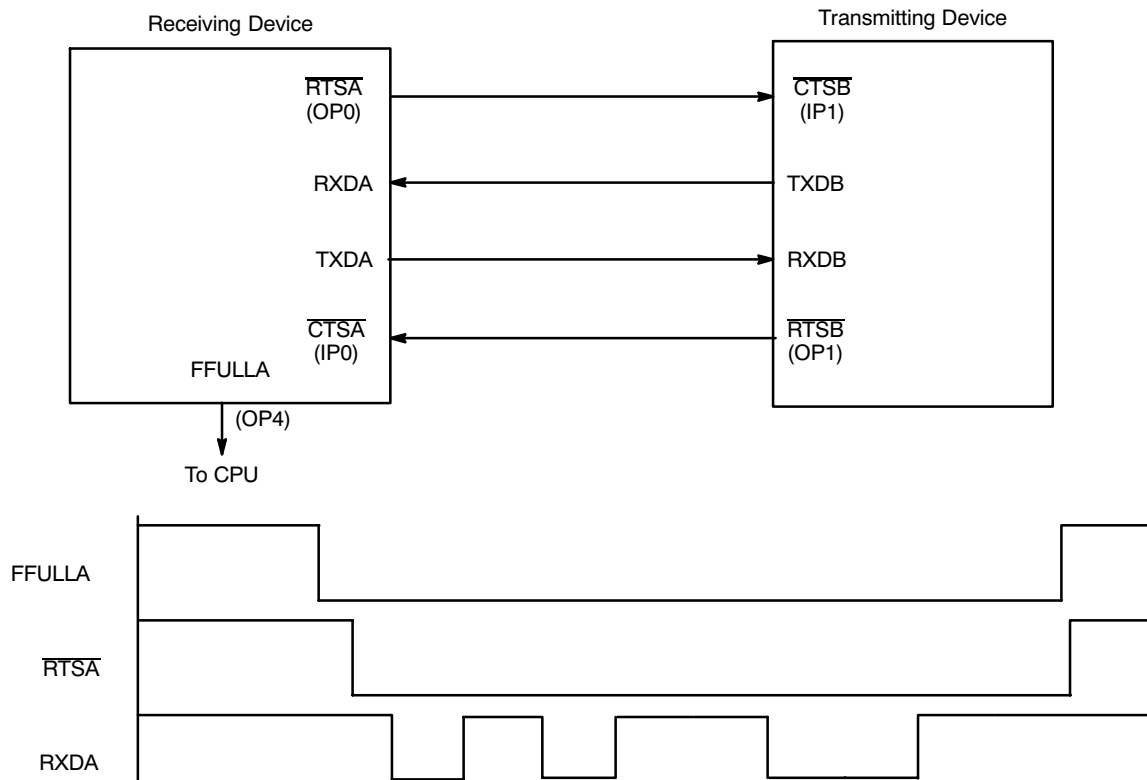 Receiving Device
Transmitting Device
RTSA
(OP0)
CTSB
(IP1)
RXDA
TXDB
TXDA
RXDB
CTSA
(IP0)
RTSB
(OP1)
FFULLA
(OP4)
To CPU
FFULLA
RTSA
RXDA